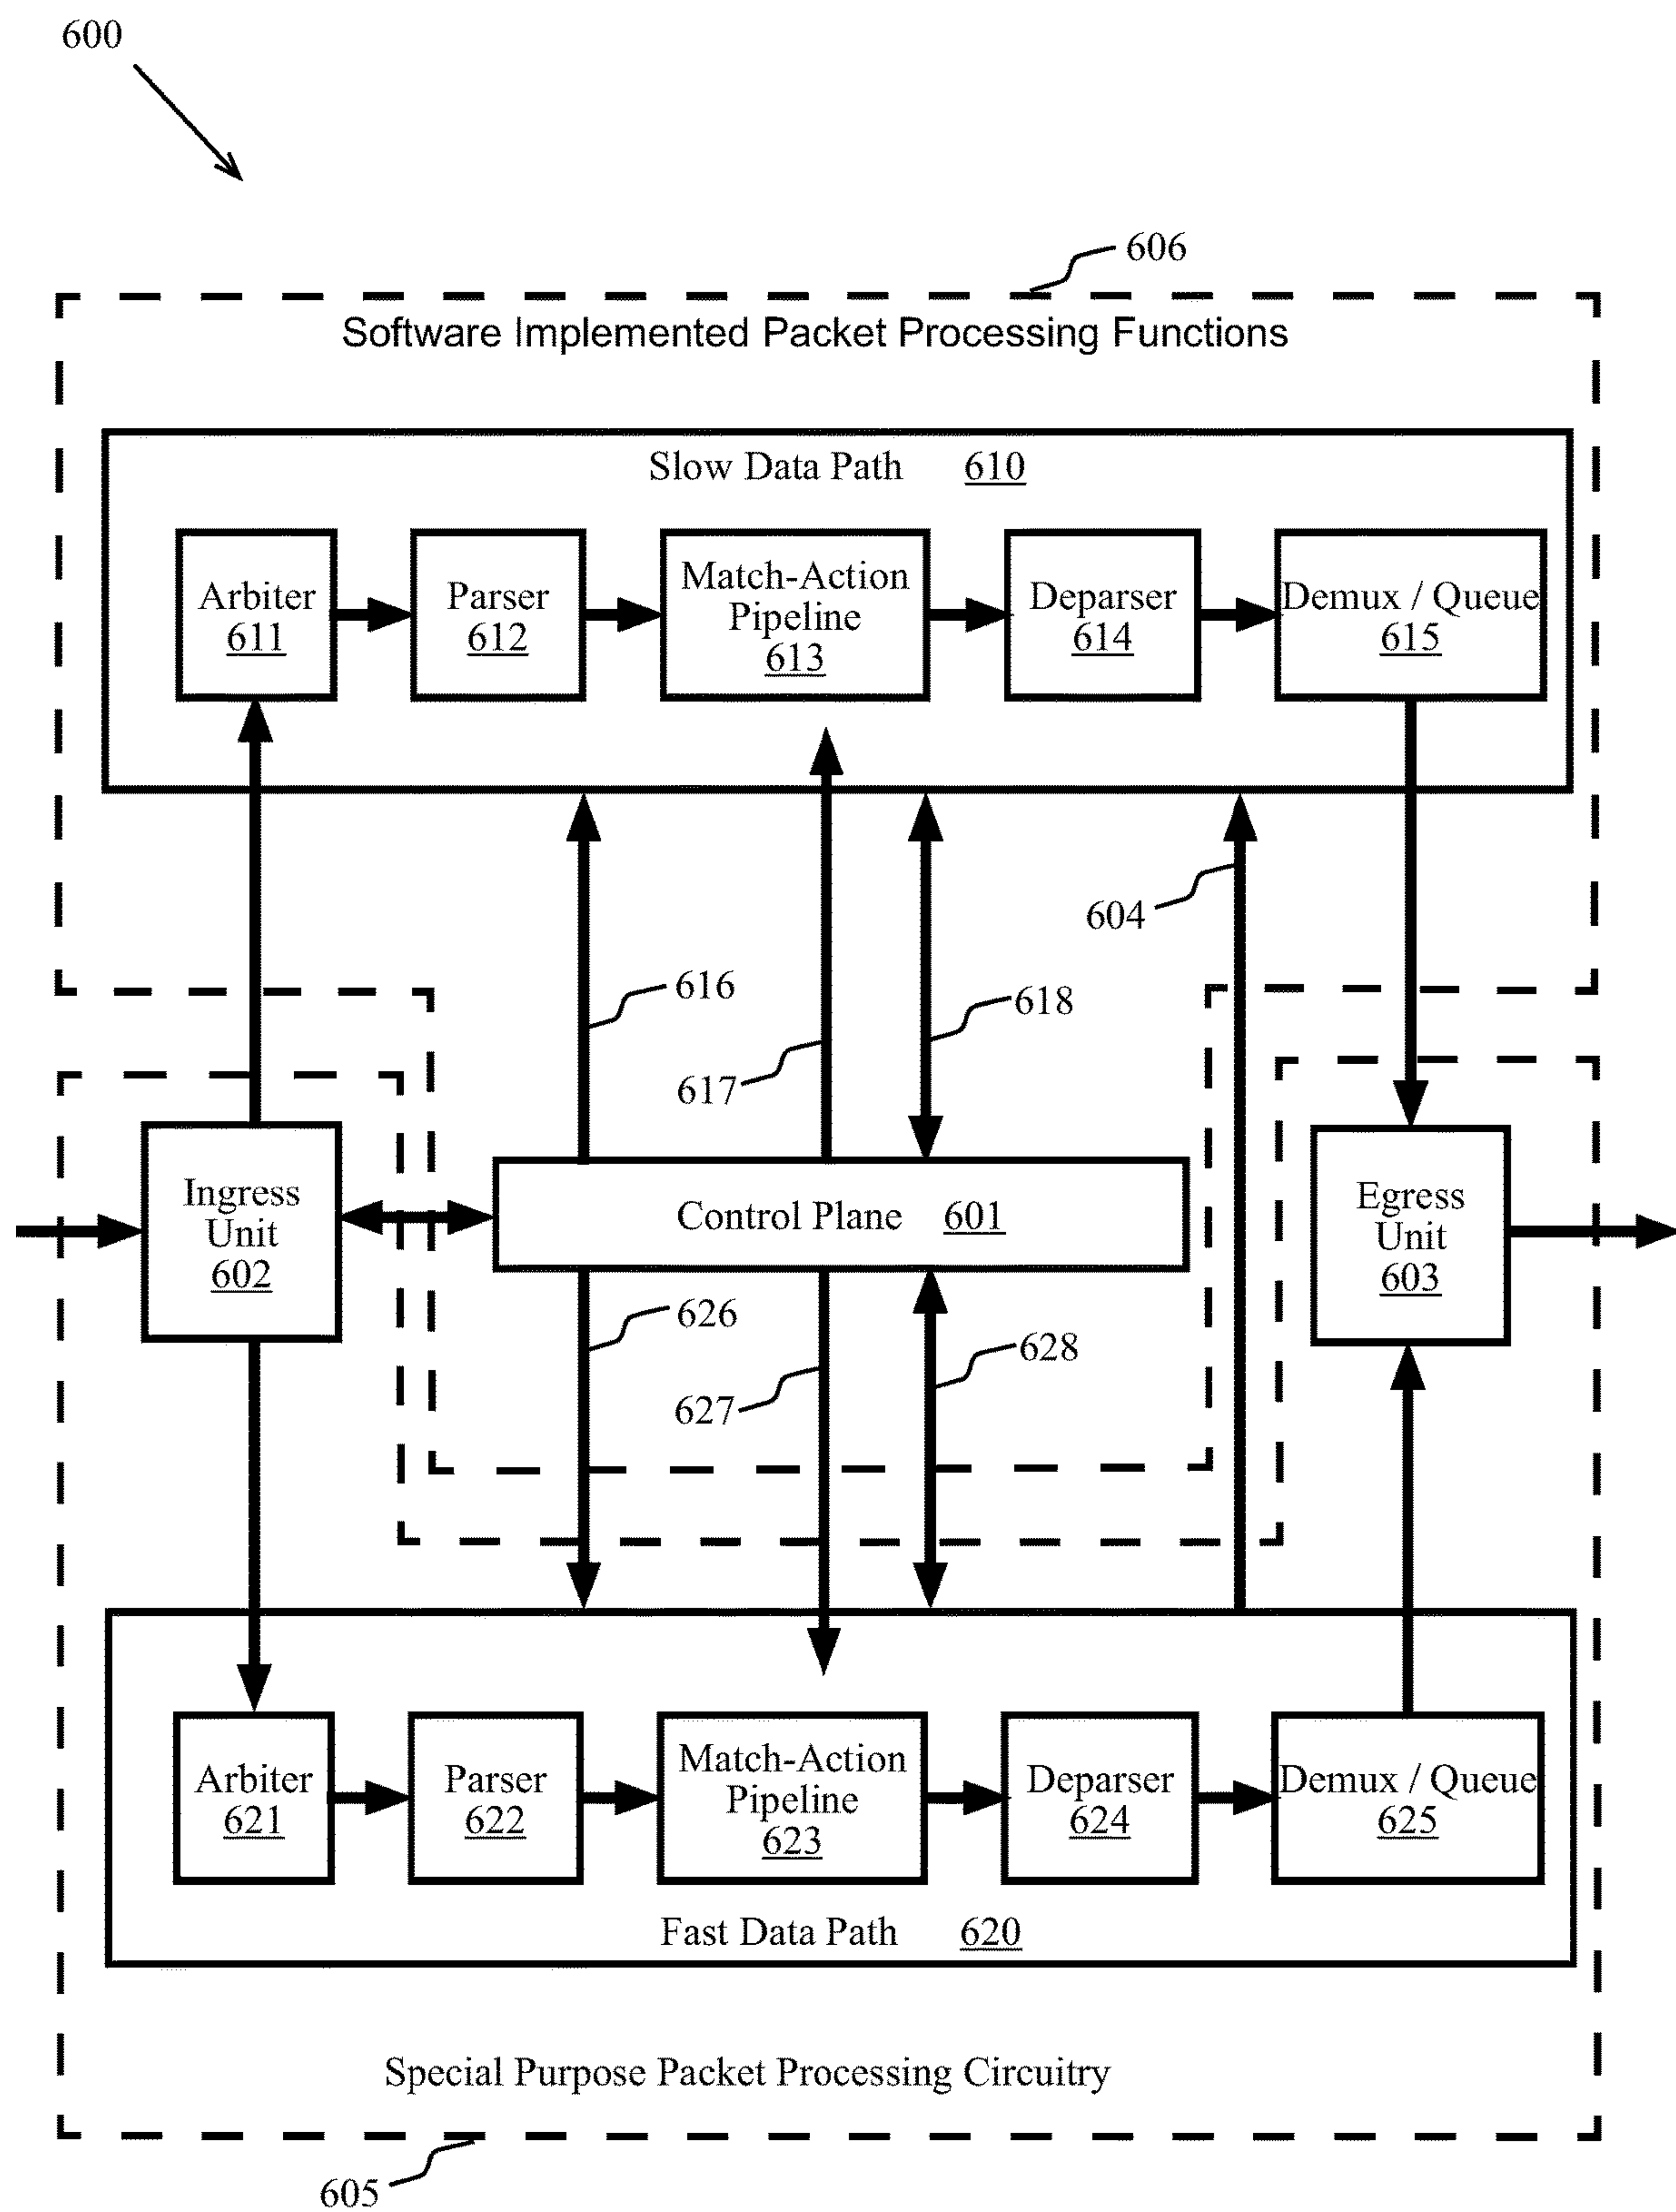 600
606
Software Implemented Packet Processing Functions
Slow Data Path 610
Arbiter
611
Parser
612
Match-Action
Pipeline
613
Deparser
614
Demux / Queue
615
604
616
618
617
Ingress
Unit
602
Control Plane 601
Egress
Unit
603
626
628
627
Arbiter
621
Parser
622
Match-Action
Pipeline
623
Deparser
624
Demux / Queue
625
Fast Data Path 620
Special Purpose Packet Processing Circuitry
605